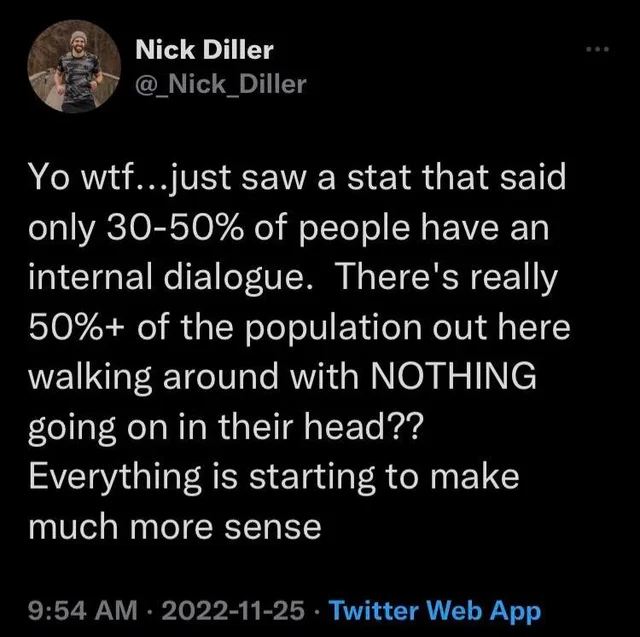 Nick Diller
@_Nick_Diller
Yo wtf...just saw a stat that said
only 30-50% of people have an
internal dialogue.  There's really
50%+ of the population out here
walking around with NOTHING
going on in their head??
Everything is starting to make
much more sense
9:54 AM · 2022-11-25 · Twitter Web App